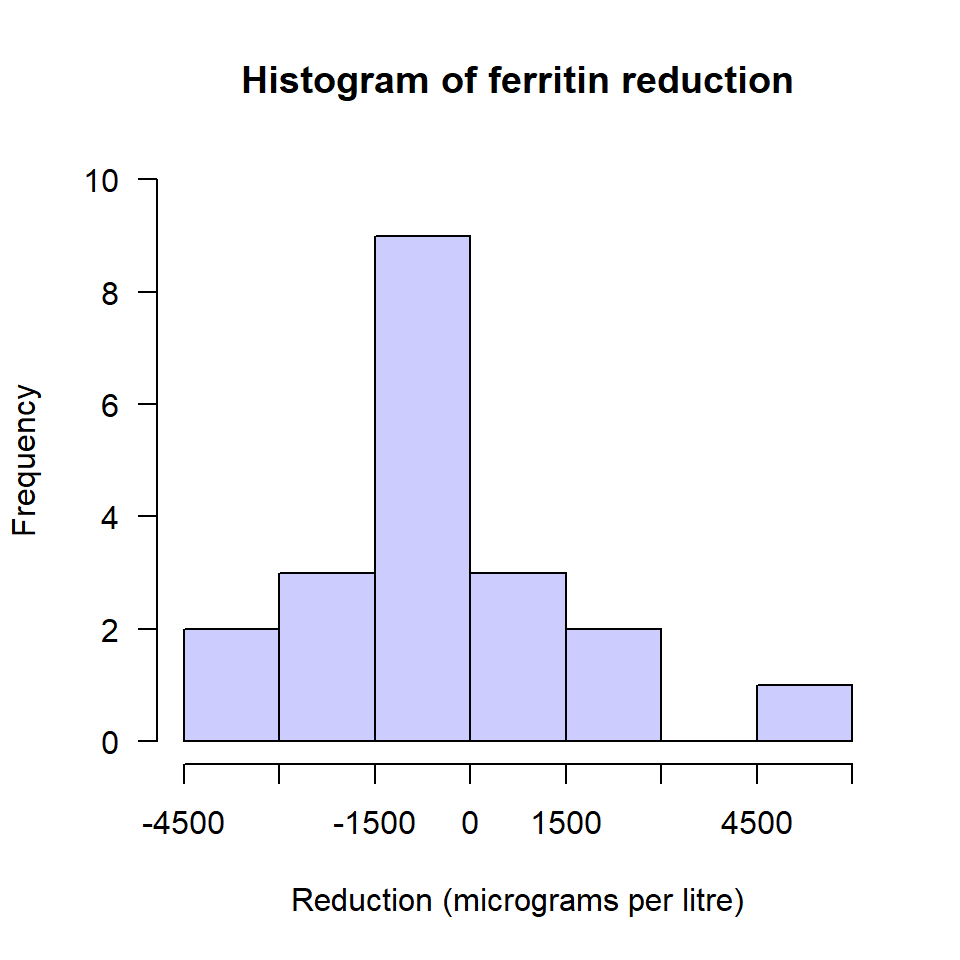 Histogram of ferritin reduction
10
8
6
4
2
0
Frequency
-4500 -1500 0 1500 4500
Reduction (micrograms per litre)